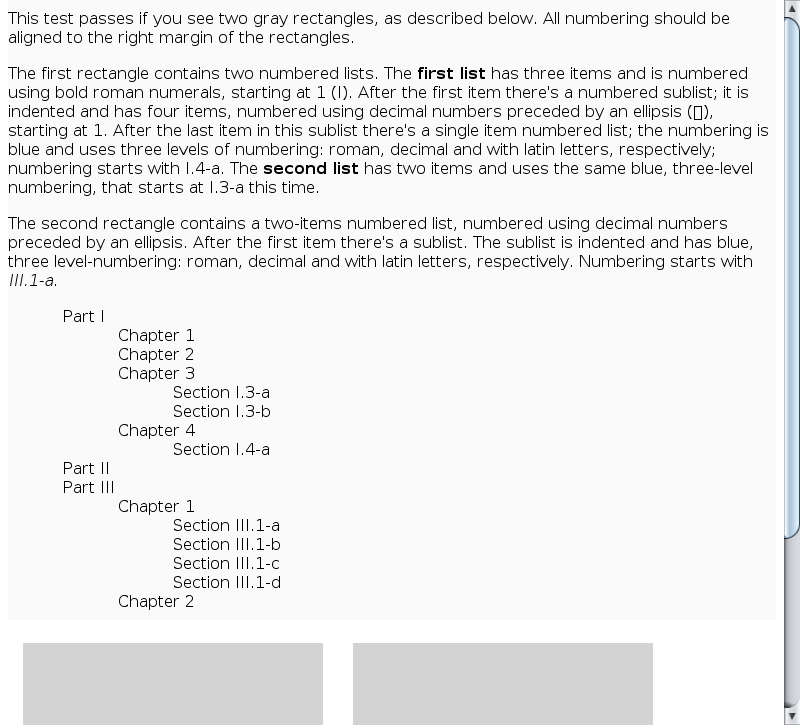 This test passes if you see two gray rectangles, as described below. All numbering should be
aligned to the right margin of the rectangles.
The first rectangle contains two numbered lists. The first list has three items and is numbered
using bold roman numerals, starting at 1 (I). After the first item there's a numbered sublist; it is
indented and has four items, numbered using decimal numbers preceded by an ellipsis (▯),
starting at 1. After the last item in this sublist there's a single item numbered list; the numbering is
blue and uses three levels of numbering: roman, decimal and with latin letters, respectively;
numbering starts with I.4-a. The second list has two items and uses the same blue, three-level
numbering, that starts at I.3-a this time.
The second rectangle contains a two-items numbered list, numbered using decimal numbers
preceded by an ellipsis. After the first item there's a sublist. The sublist is indented and has blue,
three level-numbering: roman, decimal and with latin letters, respectively. Numbering starts with
III.1-a.
Part I
Chapter 1
Chapter 2
Chapter 3
Section I.3-a
Section I.3-b
Chapter 4
Section I.4-a
Part II
Part III
Chapter 1
Section III.1-a
Section III.1-b
Section III.1-c
Section III.1-d
Chapter 2